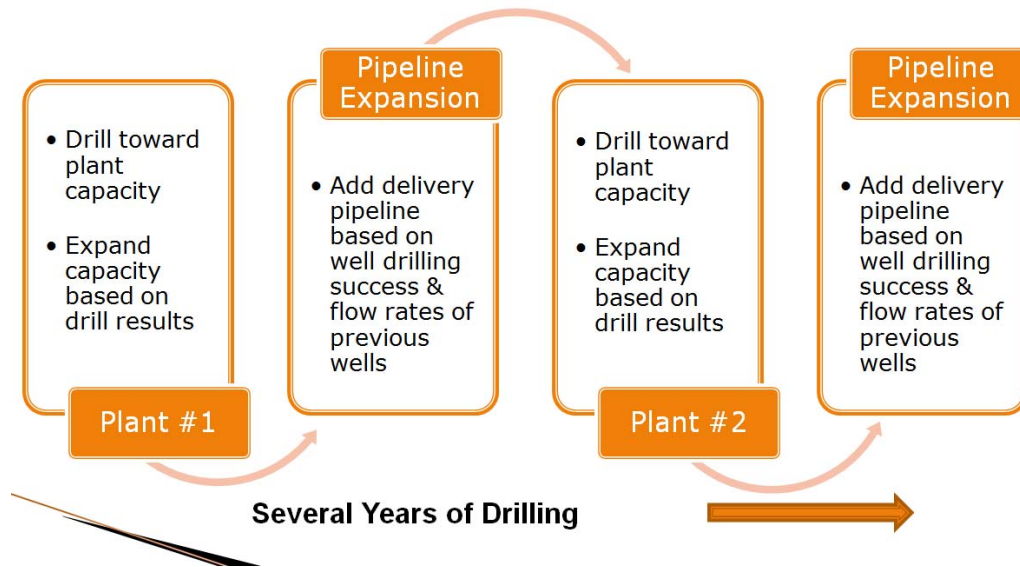 • Drill toward
plant
capacity
• Expand
capacity
based on
drill results
Plant #1
Pipeline
Expansion
• Add delivery
pipeline
based on
well drilling
success &
flow rates of
previous
wells
• Drill toward
plant
capacity
• Expand
capacity
based on
drill results
Plant #2
Pipeline
Expansion
• Add delivery
pipeline
based on
well drilling
success &
flow rates of
previous
wells
Several Years of Drilling